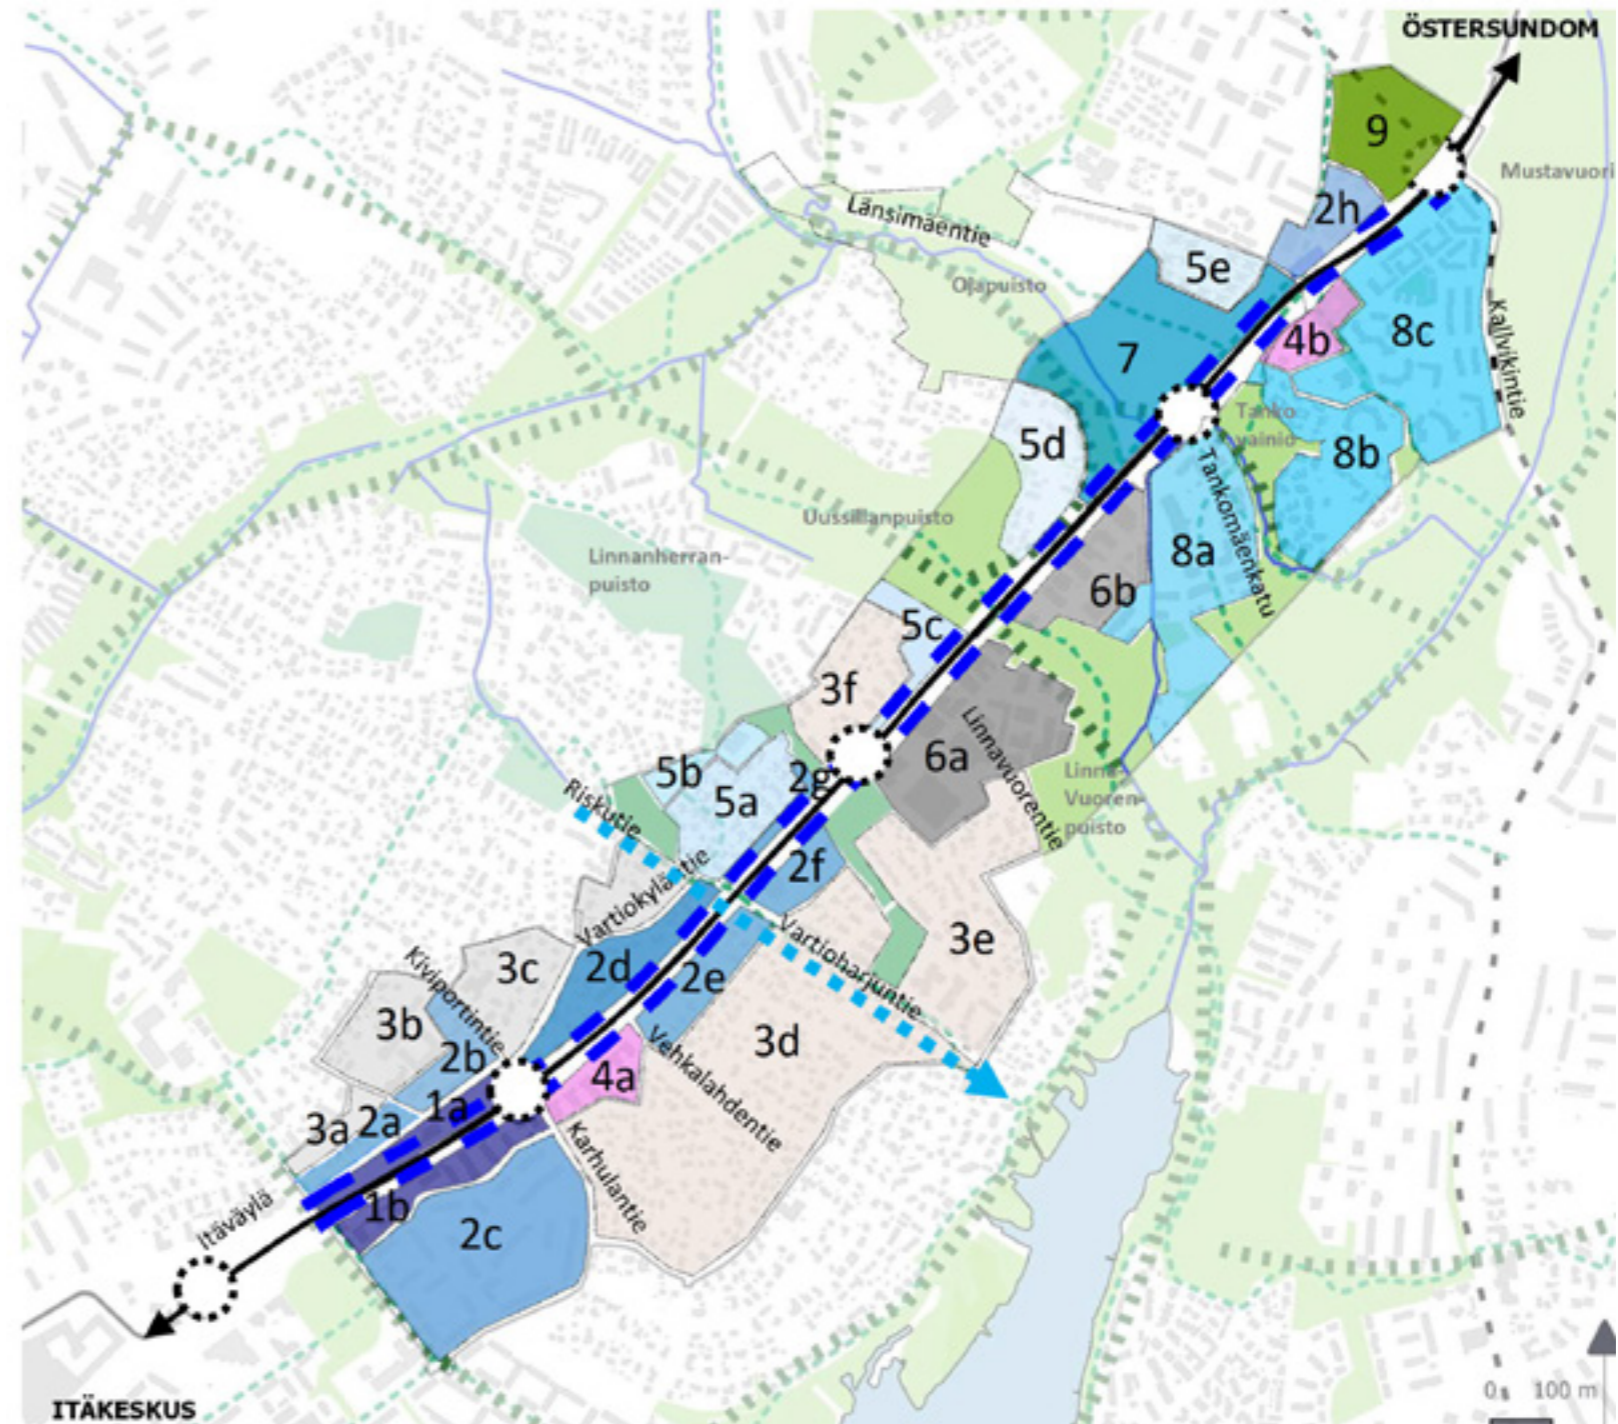 ÖSTERSUNDOM
9
Mustavuori
2h
Länsimäentie
5e
Ojapuisto
Kallvikintie
8c
4b
7
Tanko
vainio
5d
8b
Tankomäenkatu
Uussillanpuisto
Linnanherran-
puisto
8a
6b
5c
3f
Linnavuorentie
6a
5b
2g
Linna-
Vuoren-
puisto
5a
Riskutie
2f
Vartiokyläntie
Vartioharjuntie
3e
3c
2d
2e
Kiviportintie
3b
3d
2b
Vehkalahdentie
4a
1a
3a
2a
Karhulantie
1b
Itäväylä
2c
0
100 m
ITÄKESKUS